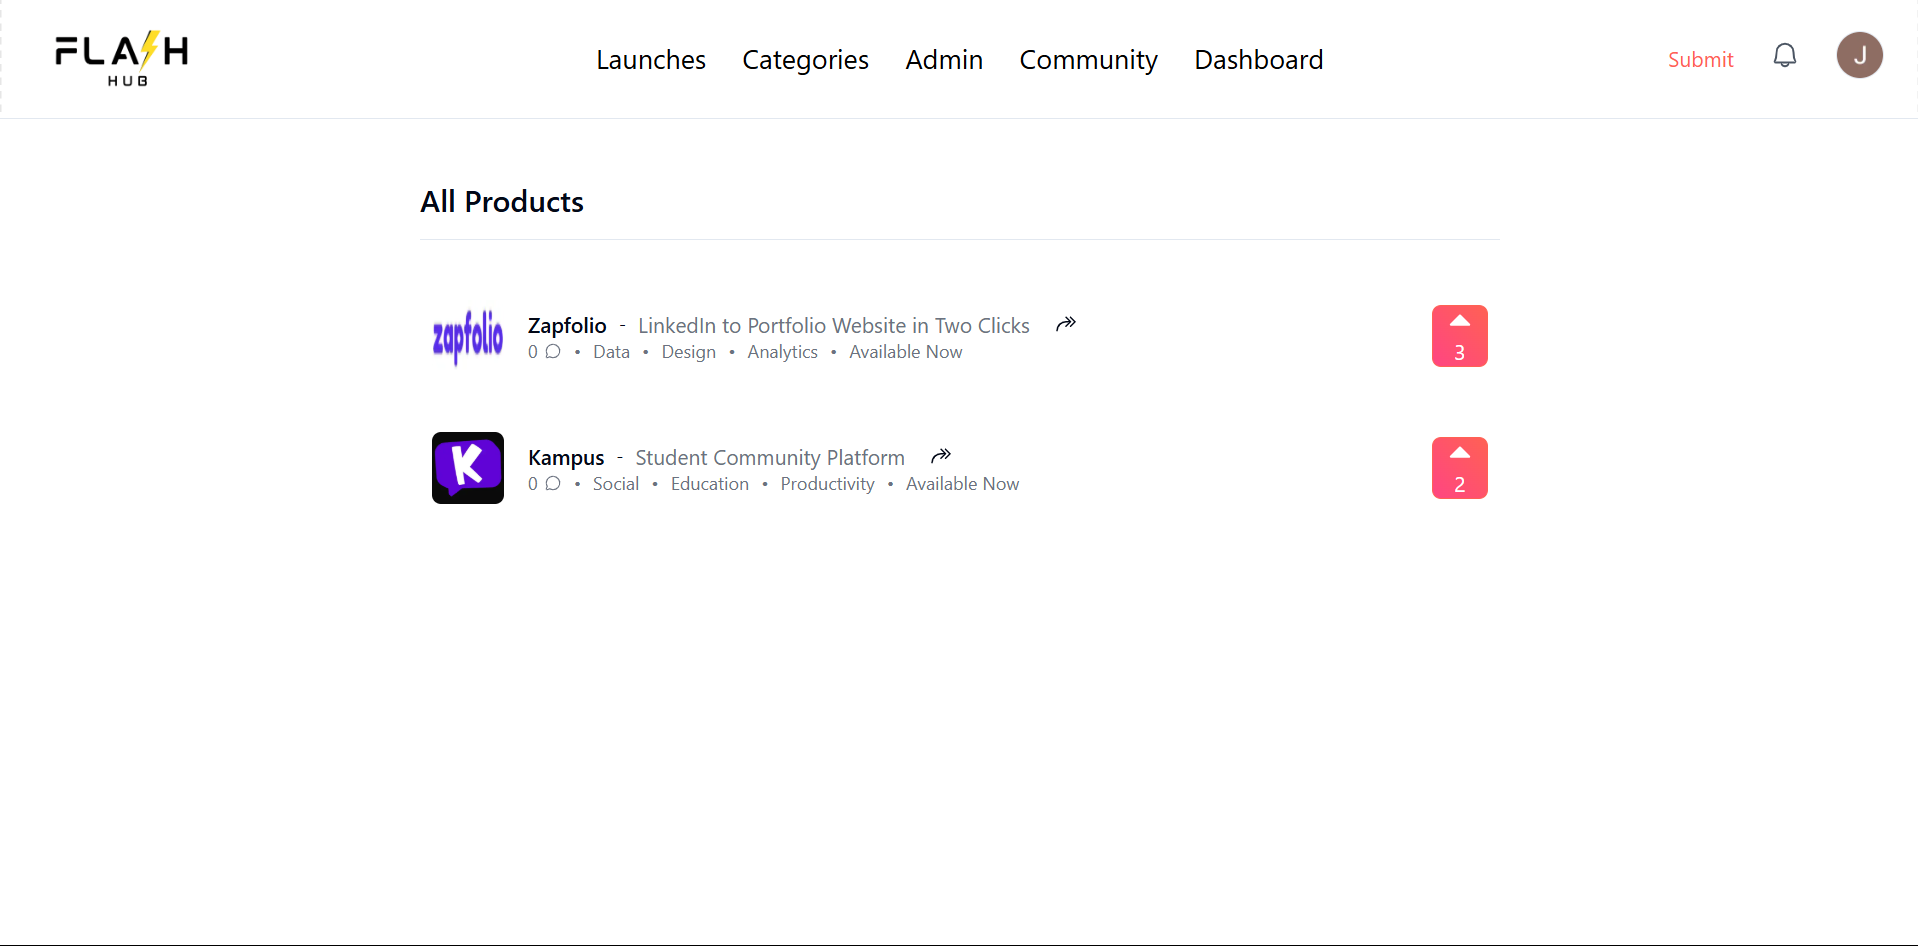 FLASH
HUB
Launches Categories Admin Community Dashboard
Submit
J
All Products
zapfolio
Zapfolio - LinkedIn to Portfolio Website in Two Clicks
0 • Data • Design • Analytics • Available Now
3
K
Kampus - Student Community Platform
0 • Social • Education • Productivity • Available Now
2